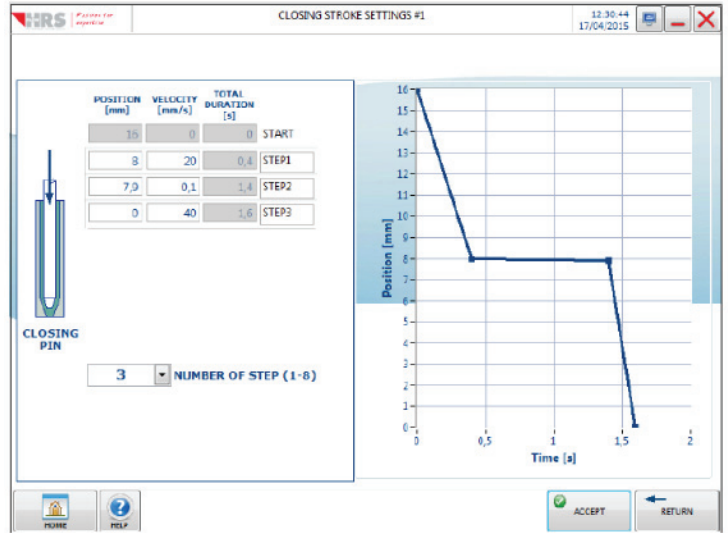 HRS
CLOSING STROKE SETTINGS #1
12:30:44
17/04/2015
POSITION [mm] VELOCITY [mm/s] TOTAL DURATION [s]
16 0 0 START
8 20 0,4 STEP1
7,9 0,1 1,4 STEP2
0 40 1,6 STEP3
CLOSING
PIN
3 NUMBER OF STEP (1-8)
Position [mm]
16
15
14
13
12
11
10
9
8
7
6
5
4
3
2
1
0
0 0,5 1 1,5 2
Time [s]
HOME
HELP
ACCEPT
RETURN